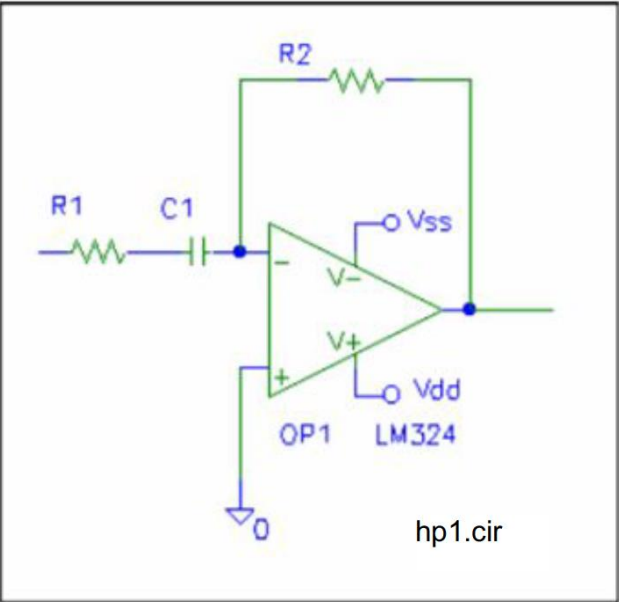 R2
R1
C1
Vss
−
V−
V+
+
Vdd
OP1 LM324
0
hp1.cir